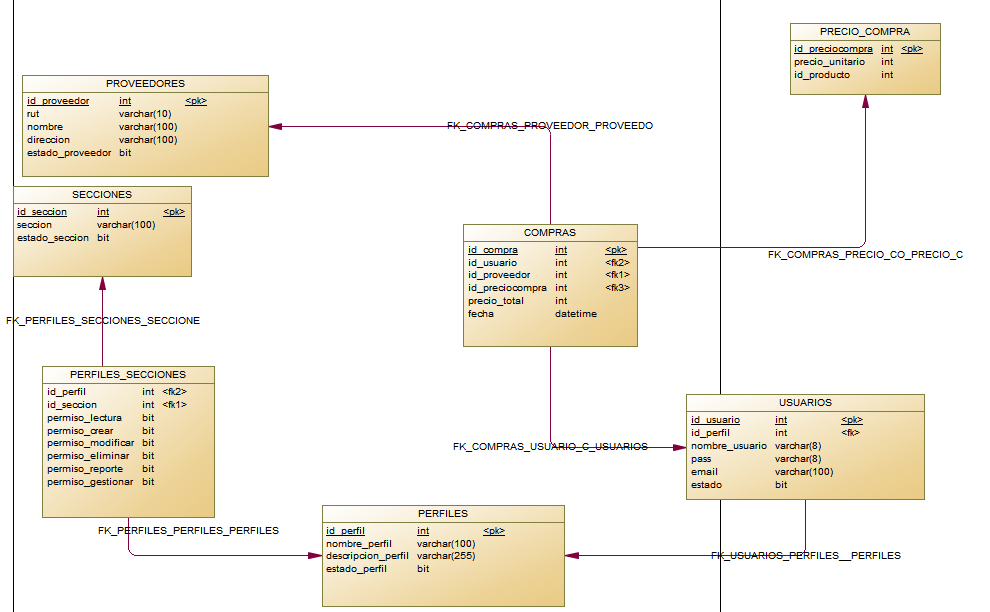 PRECIO_COMPRA
id_preciocompra int <pk>
precio_unitario int
id_producto int
PROVEEDORES
id_proveedor int <pk>
rut varchar(10)
nombre varchar(100)
direccion varchar(100)
estado_proveedor bit
FK_COMPRAS_PROVEEDOR_PROVEEDO
SECCIONES
id_seccion int <pk>
seccion varchar(100)
estado_seccion bit
COMPRAS
id_compra int <pk>
id_usuario int <fk2>
id_proveedor int <fk1>
id_preciocompra int <fk3>
precio_total int
fecha datetime
FK_COMPRAS_PRECIO_CO_PRECIO_C
FK_PERFILES_SECCIONES_SECCIONE
PERFILES_SECCIONES
id_perfil int <fk2>
id_seccion int <fk1>
permiso_lectura bit
permiso_crear bit
permiso_modificar bit
permiso_eliminar bit
permiso_reporte bit
permiso_gestionar bit
USUARIOS
id_usuario int <pk>
id_perfil int <fk>
nombre_usuario varchar(8)
pass varchar(8)
email varchar(100)
estado bit
FK_COMPRAS_USUARIO_C_USUARIOS
FK_PERFILES_PERFILES_PERFILES
PERFILES
id_perfil int <pk>
nombre_perfil varchar(100)
descripcion_perfil varchar(255)
estado_perfil bit
FK_USUARIOS_PERFILES__PERFILES